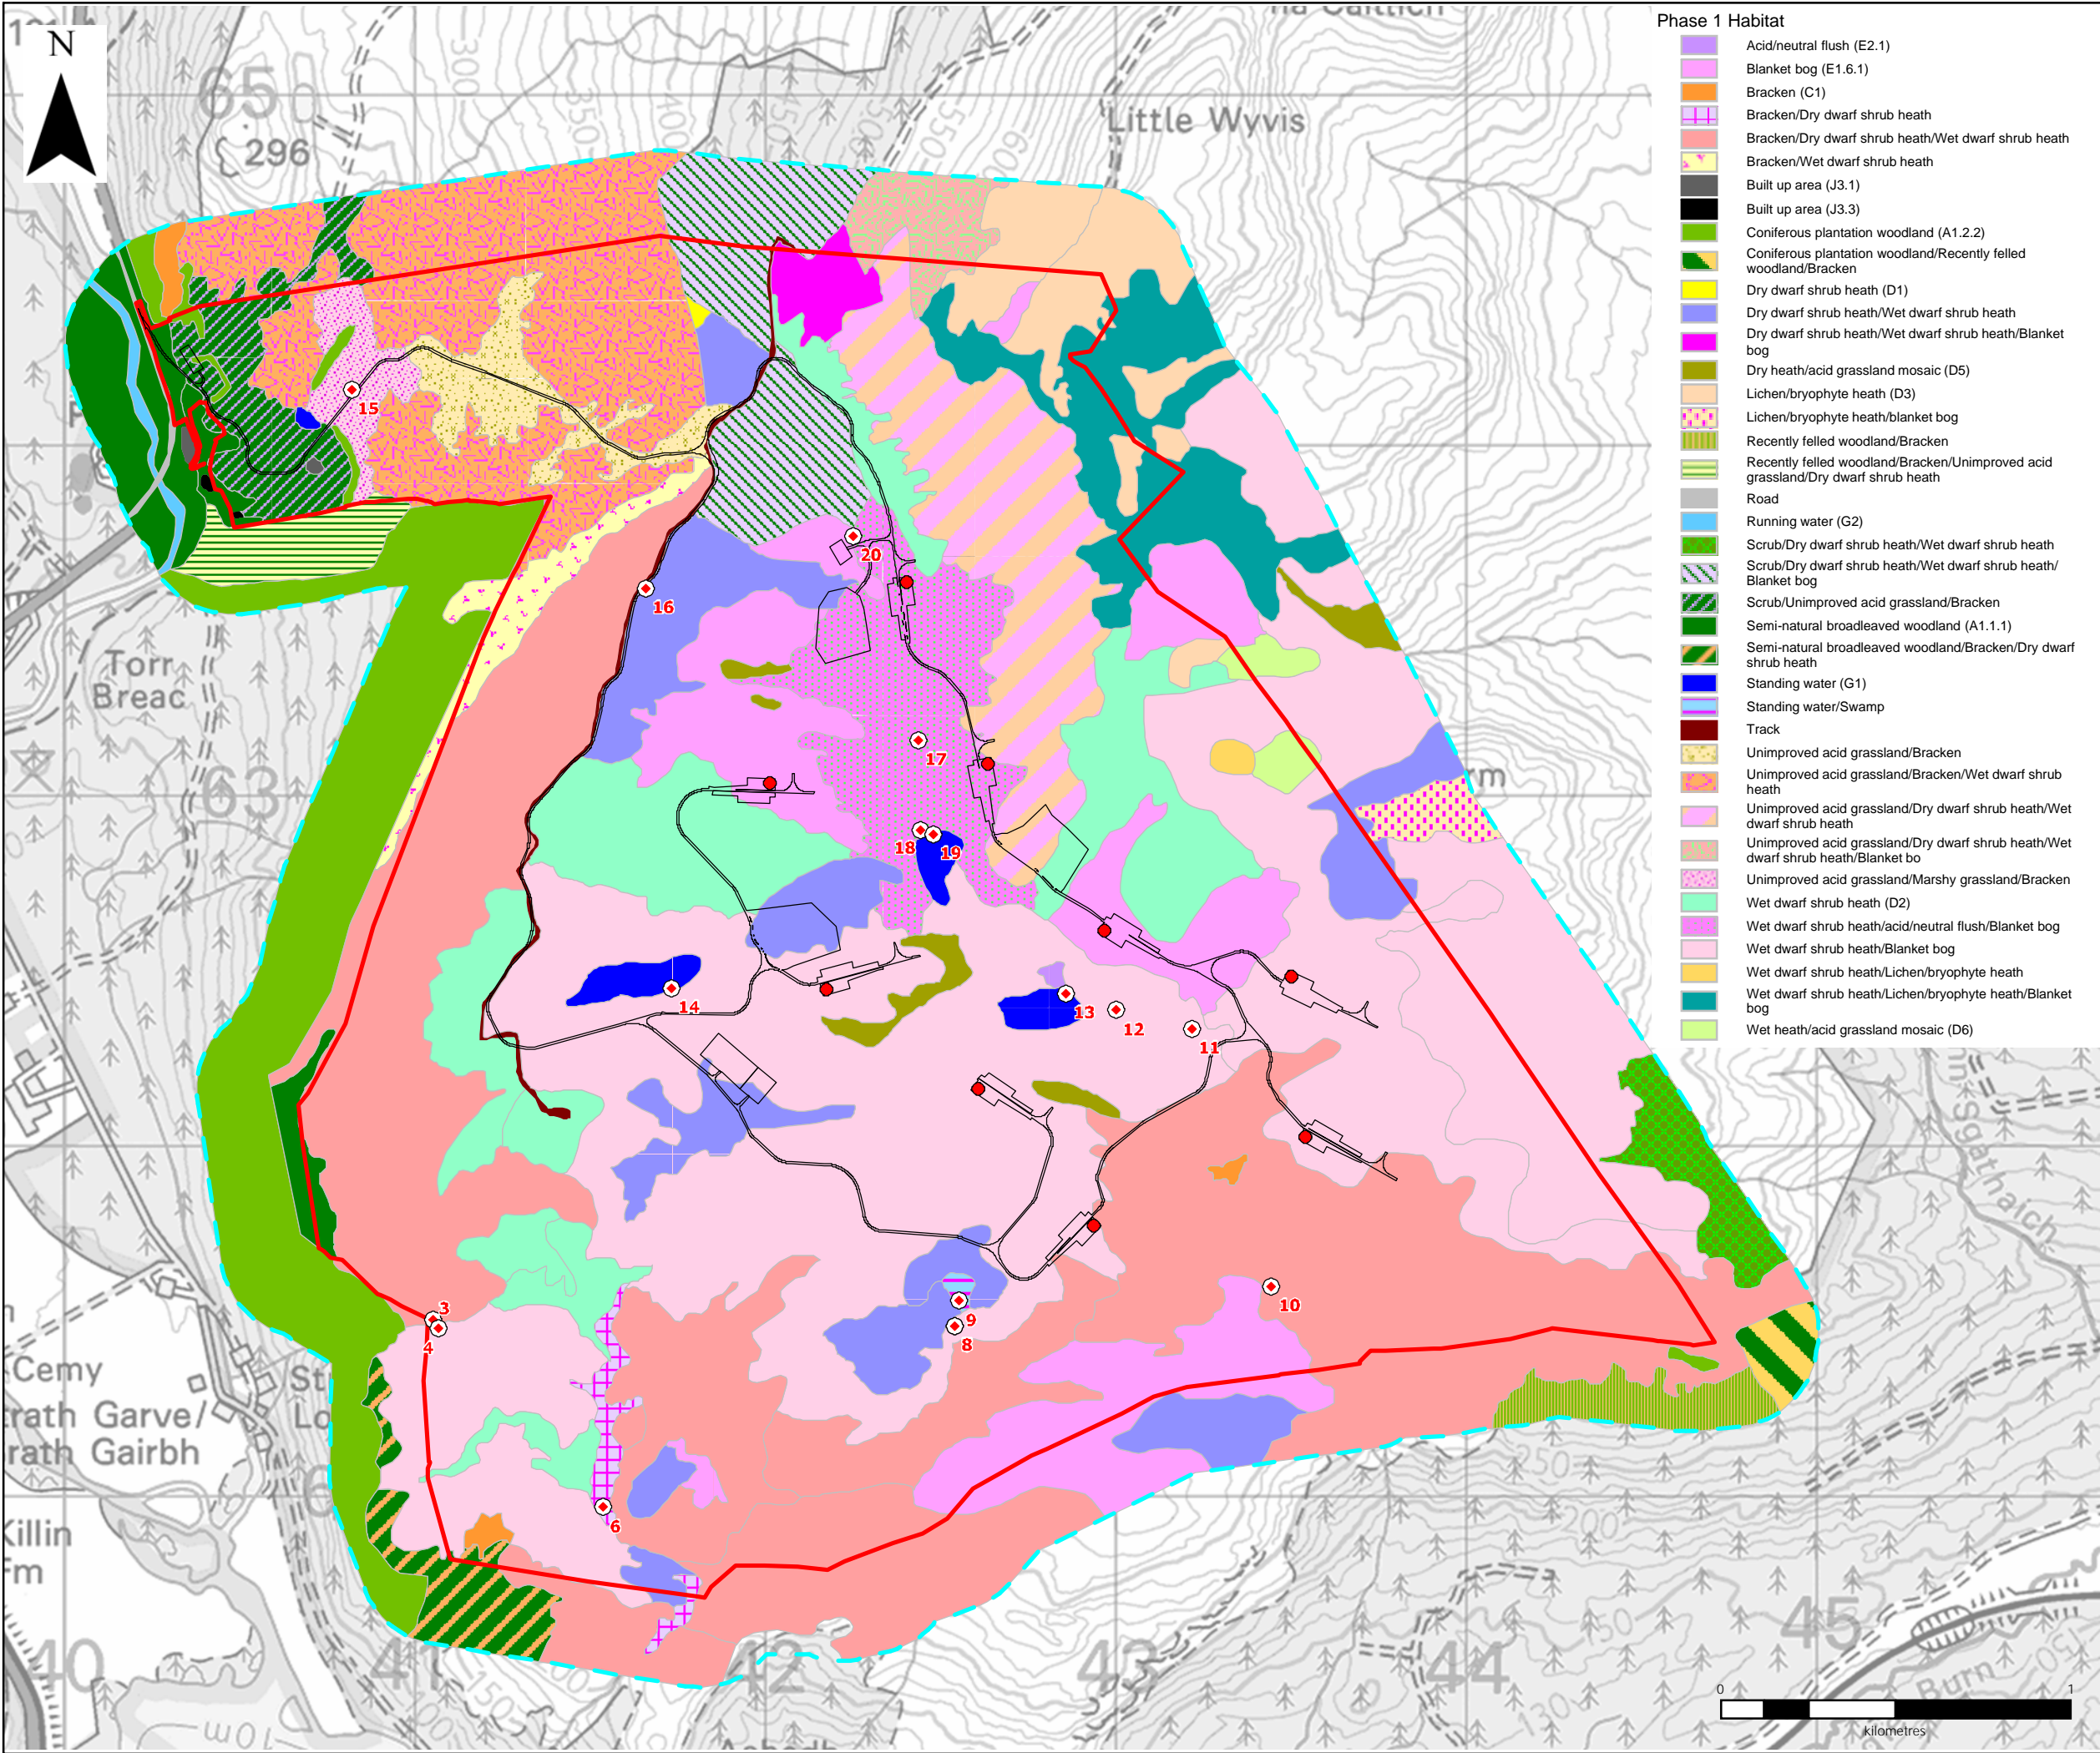 N
65
296
Little Wyvis
Torr
Breac
63
Cemy
Killin
40
41
42
43
44
45
Burn
10m
250
200
150
50
130
300
350
400
550
600
15
16
20
17
18
19
14
13
12
11
10
9
8
3
4
6
Phase 1 Habitat
Acid/neutral flush (E2.1)
Blanket bog (E1.6.1)
Bracken (C1)
Bracken/Dry dwarf shrub heath
Bracken/Dry dwarf shrub heath/Wet dwarf shrub heath
Bracken/Wet dwarf shrub heath
Built up area (J3.1)
Built up area (J3.3)
Coniferous plantation woodland (A1.2.2)
Coniferous plantation woodland/Recently felled
woodland/Bracken
Dry dwarf shrub heath (D1)
Dry dwarf shrub heath/Wet dwarf shrub heath
Dry dwarf shrub heath/Wet dwarf shrub heath/Blanket
bog
Dry heath/acid grassland mosaic (D5)
Lichen/bryophyte heath (D3)
Lichen/bryophyte heath/blanket bog
Recently felled woodland/Bracken
Recently felled woodland/Bracken/Unimproved acid
grassland/Dry dwarf shrub heath
Road
Running water (G2)
Scrub/Dry dwarf shrub heath/Wet dwarf shrub heath
Scrub/Dry dwarf shrub heath/Wet dwarf shrub heath/
Blanket bog
Scrub/Unimproved acid grassland/Bracken
Semi-natural broadleaved woodland (A1.1.1)
Semi-natural broadleaved woodland/Bracken/Dry dwarf
shrub heath
Standing water (G1)
Standing water/Swamp
Track
Unimproved acid grassland/Bracken
Unimproved acid grassland/Bracken/Wet dwarf shrub
heath
Unimproved acid grassland/Dry dwarf shrub heath/Wet
dwarf shrub heath
Unimproved acid grassland/Dry dwarf shrub heath/Wet
dwarf shrub heath/Blanket bo
Unimproved acid grassland/Marshy grassland/Bracken
Wet dwarf shrub heath (D2)
Wet dwarf shrub heath/acid/neutral flush/Blanket bog
Wet dwarf shrub heath/Blanket bog
Wet dwarf shrub heath/Lichen/bryophyte heath
Wet dwarf shrub heath/Lichen/bryophyte heath/Blanket
bog
Wet heath/acid grassland mosaic (D6)
0 1
kilometres